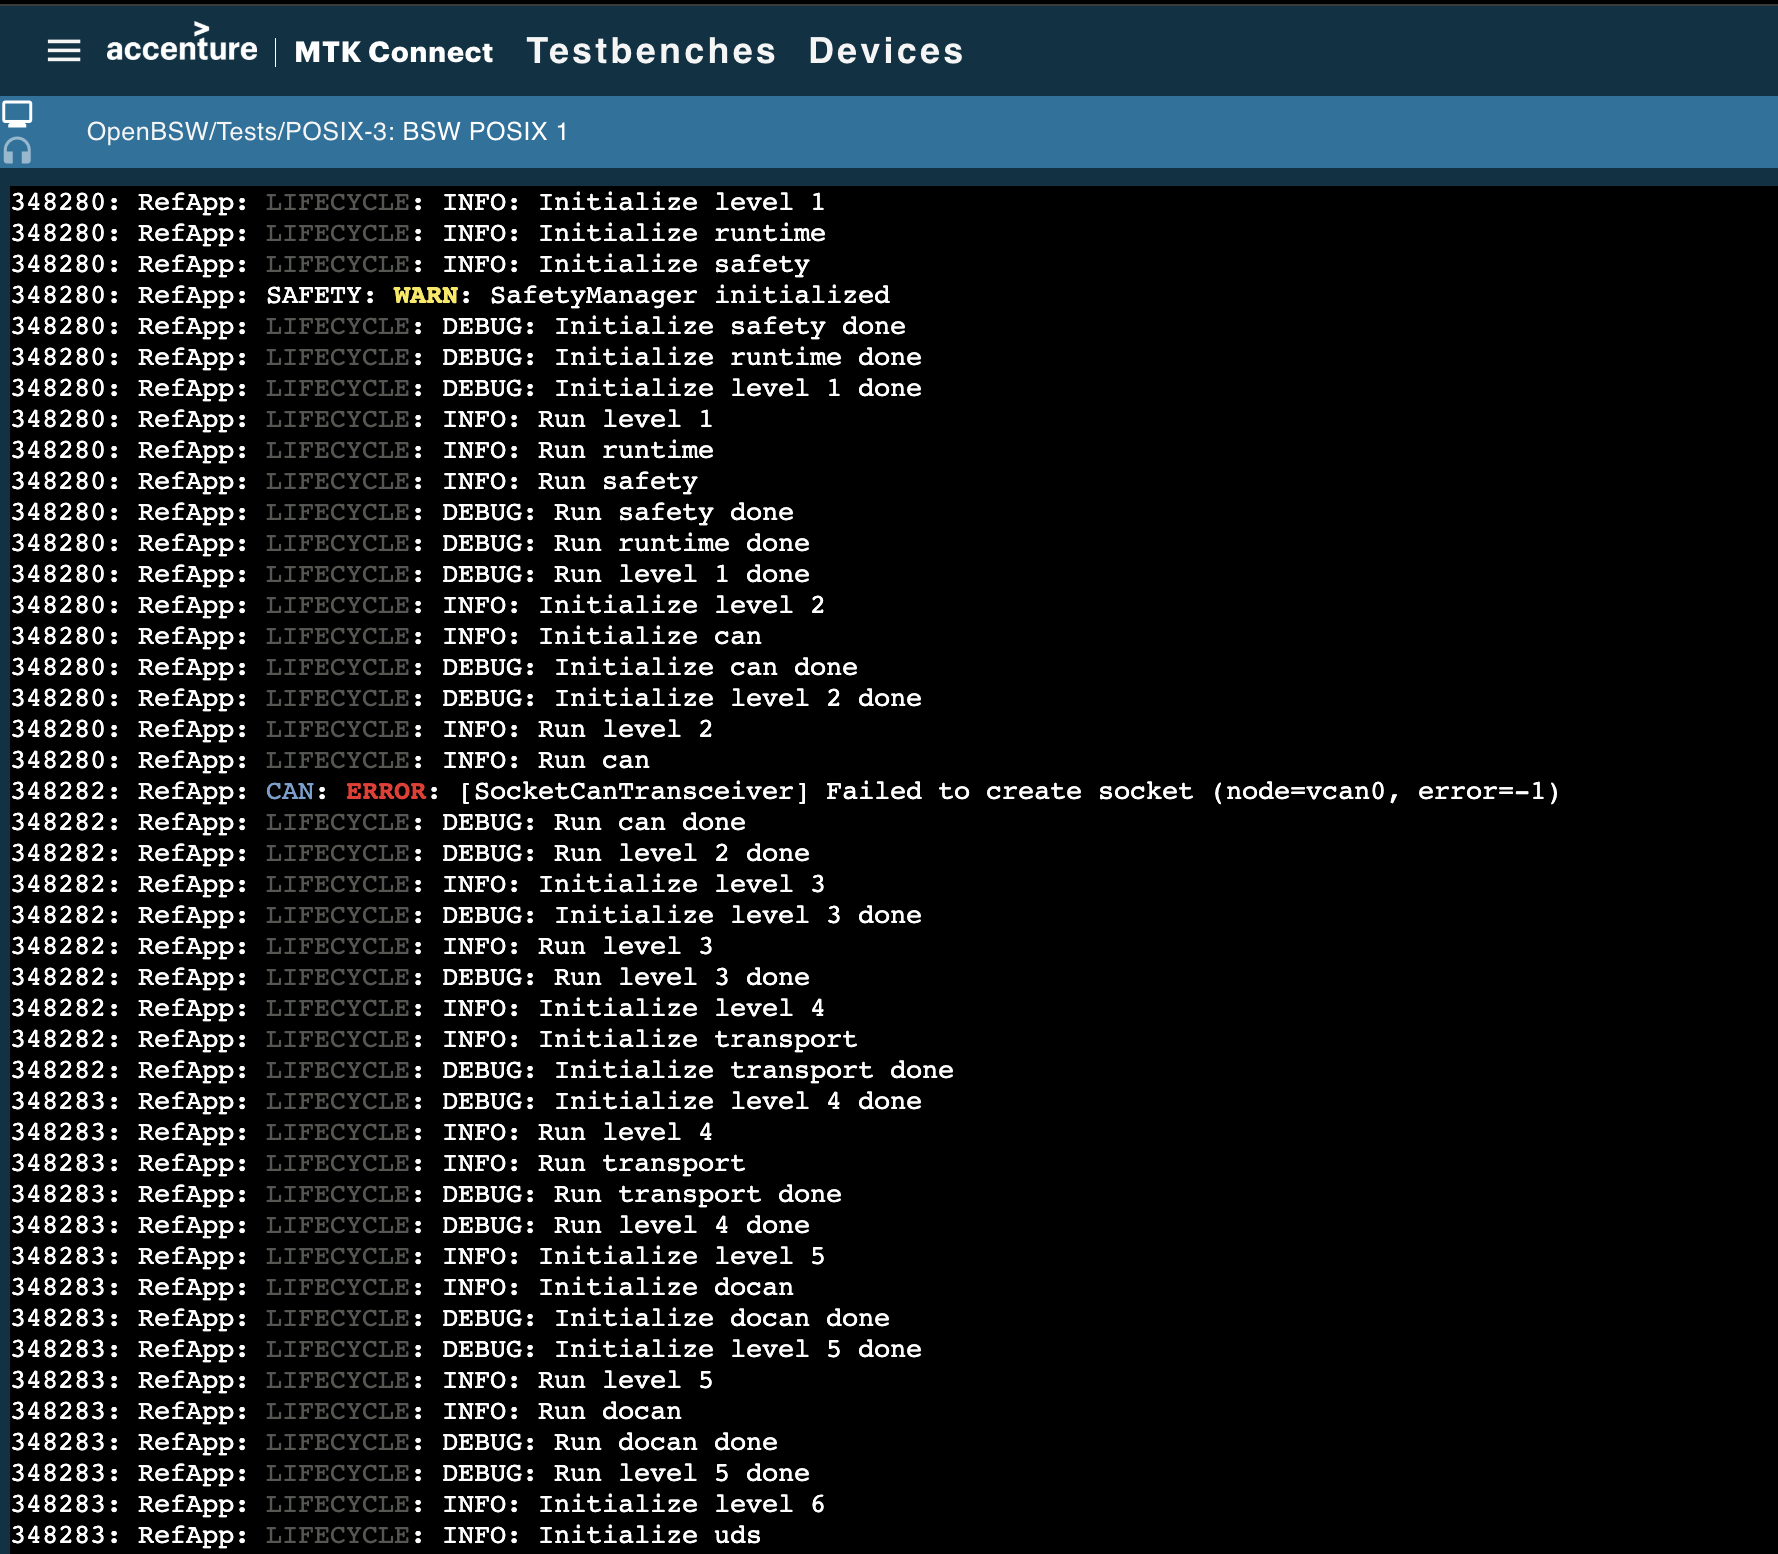 accenture
MTK Connect
Testbenches
Devices
OpenBSW/Tests/POSIX-3: BSW POSIX 1
348280: RefApp: LIFECYCLE: INFO: Initialize level 1
348280: RefApp: LIFECYCLE: INFO: Initialize runtime
348280: RefApp: LIFECYCLE: INFO: Initialize safety
348280: RefApp: SAFETY: WARN: SafetyManager initialized
348280: RefApp: LIFECYCLE: DEBUG: Initialize safety done
348280: RefApp: LIFECYCLE: DEBUG: Initialize runtime done
348280: RefApp: LIFECYCLE: DEBUG: Initialize level 1 done
348280: RefApp: LIFECYCLE: INFO: Run level 1
348280: RefApp: LIFECYCLE: INFO: Run runtime
348280: RefApp: LIFECYCLE: INFO: Run safety
348280: RefApp: LIFECYCLE: DEBUG: Run safety done
348280: RefApp: LIFECYCLE: DEBUG: Run runtime done
348280: RefApp: LIFECYCLE: DEBUG: Run level 1 done
348280: RefApp: LIFECYCLE: INFO: Initialize level 2
348280: RefApp: LIFECYCLE: INFO: Initialize can
348280: RefApp: LIFECYCLE: DEBUG: Initialize can done
348280: RefApp: LIFECYCLE: DEBUG: Initialize level 2 done
348280: RefApp: LIFECYCLE: INFO: Run level 2
348280: RefApp: LIFECYCLE: INFO: Run can
348282: RefApp: CAN: ERROR: [SocketCanTransceiver] Failed to create socket (node=vcan0, error=-1)
348282: RefApp: LIFECYCLE: DEBUG: Run can done
348282: RefApp: LIFECYCLE: DEBUG: Run level 2 done
348282: RefApp: LIFECYCLE: INFO: Initialize level 3
348282: RefApp: LIFECYCLE: DEBUG: Initialize level 3 done
348282: RefApp: LIFECYCLE: INFO: Run level 3
348282: RefApp: LIFECYCLE: DEBUG: Run level 3 done
348282: RefApp: LIFECYCLE: INFO: Initialize level 4
348282: RefApp: LIFECYCLE: INFO: Initialize transport
348282: RefApp: LIFECYCLE: DEBUG: Initialize transport done
348283: RefApp: LIFECYCLE: DEBUG: Initialize level 4 done
348283: RefApp: LIFECYCLE: INFO: Run level 4
348283: RefApp: LIFECYCLE: INFO: Run transport
348283: RefApp: LIFECYCLE: DEBUG: Run transport done
348283: RefApp: LIFECYCLE: DEBUG: Run level 4 done
348283: RefApp: LIFECYCLE: INFO: Initialize level 5
348283: RefApp: LIFECYCLE: INFO: Initialize docan
348283: RefApp: LIFECYCLE: DEBUG: Initialize docan done
348283: RefApp: LIFECYCLE: DEBUG: Initialize level 5 done
348283: RefApp: LIFECYCLE: INFO: Run level 5
348283: RefApp: LIFECYCLE: INFO: Run docan
348283: RefApp: LIFECYCLE: DEBUG: Run docan done
348283: RefApp: LIFECYCLE: DEBUG: Run level 5 done
348283: RefApp: LIFECYCLE: INFO: Initialize level 6
348283: RefApp: LIFECYCLE: INFO: Initialize uds